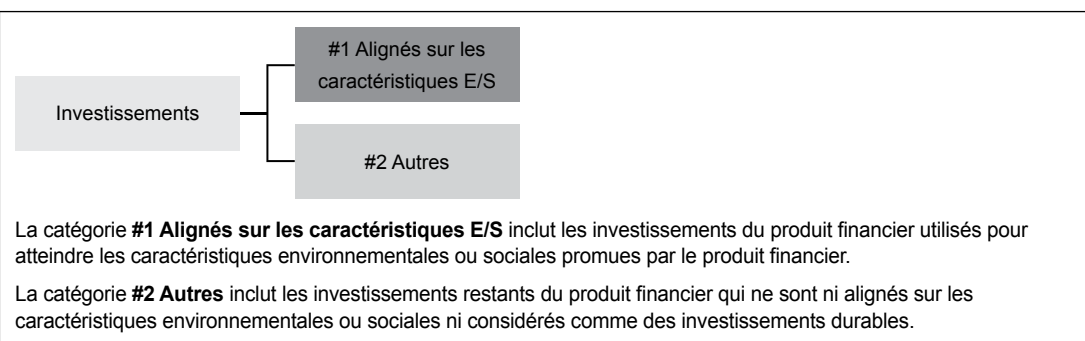 #1 Alignés sur les
caractéristiques E/S
Investissements
#2 Autres
La catégorie #1 Alignés sur les caractéristiques E/S inclut les investissements du produit financier utilisés pour
atteindre les caractéristiques environnementales ou sociales promues par le produit financier.
La catégorie #2 Autres inclut les investissements restants du produit financier qui ne sont ni alignés sur les
caractéristiques environnementales ou sociales ni considérés comme des investissements durables.